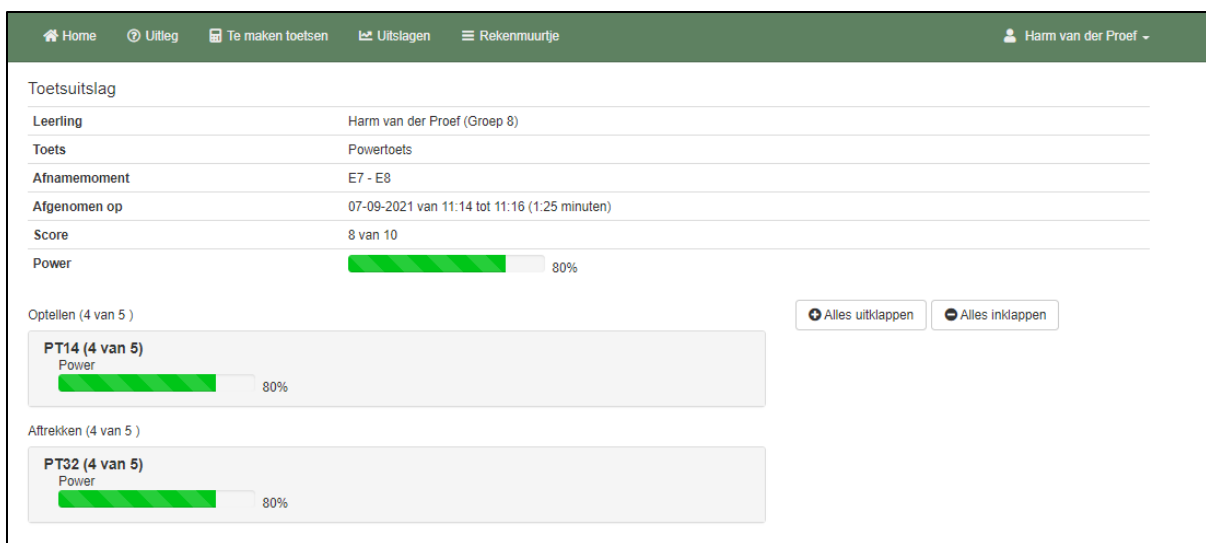 Home Uitleg Te maken toetsen Uitslagen Rekenmuurtje Harm van der Proef
Toetsuitslag
Leerling Harm van der Proef (Groep 8)
Toets Powertoets
Afnamemoment E7 - E8
Afgenomen op 07-09-2021 van 11:14 tot 11:16 (1:25 minuten)
Score 8 van 10
Power 80%
Optellen (4 van 5 ) Alles uitklappen Alles inklappen
PT14 (4 van 5)
Power
80%
Aftrekken (4 van 5 )
PT32 (4 van 5)
Power
80%